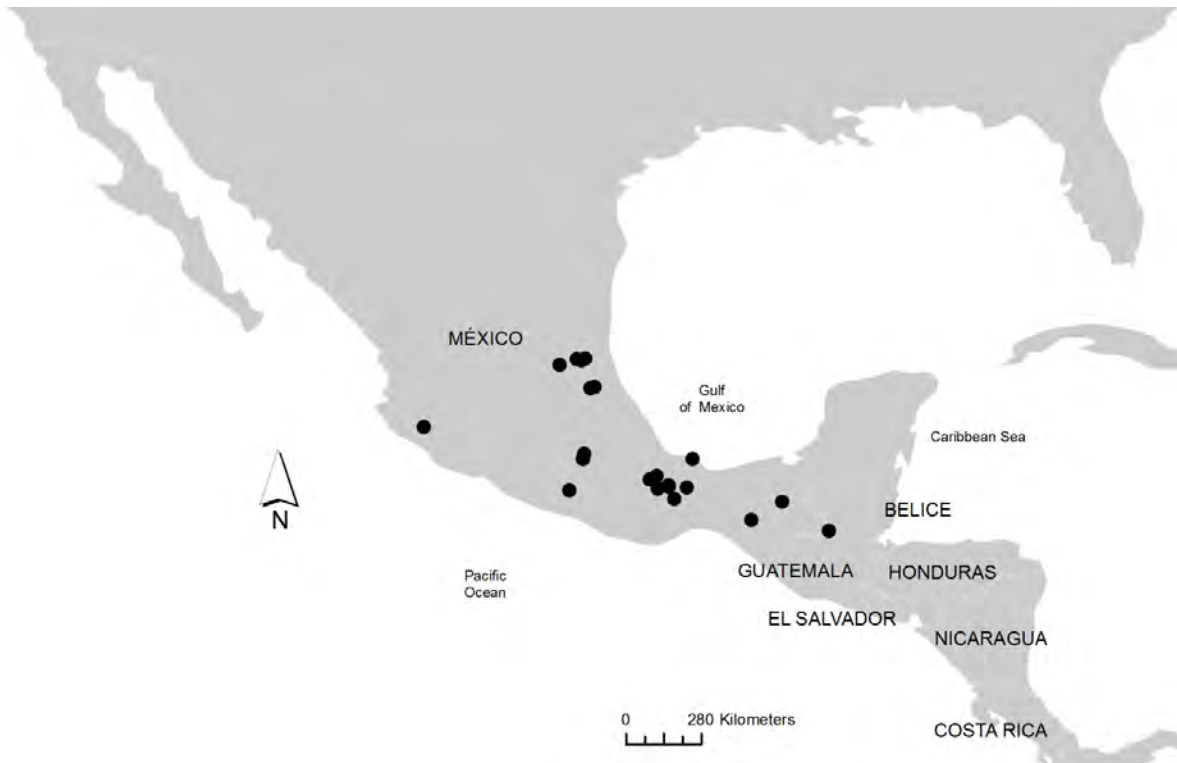 MÉXICO
Gulf
of Mexico
Caribbean Sea
BELICE
N
GUATEMALA
HONDURAS
Pacific
Ocean
EL SALVADOR
NICARAGUA
0 280 Kilometers
COSTA RICA